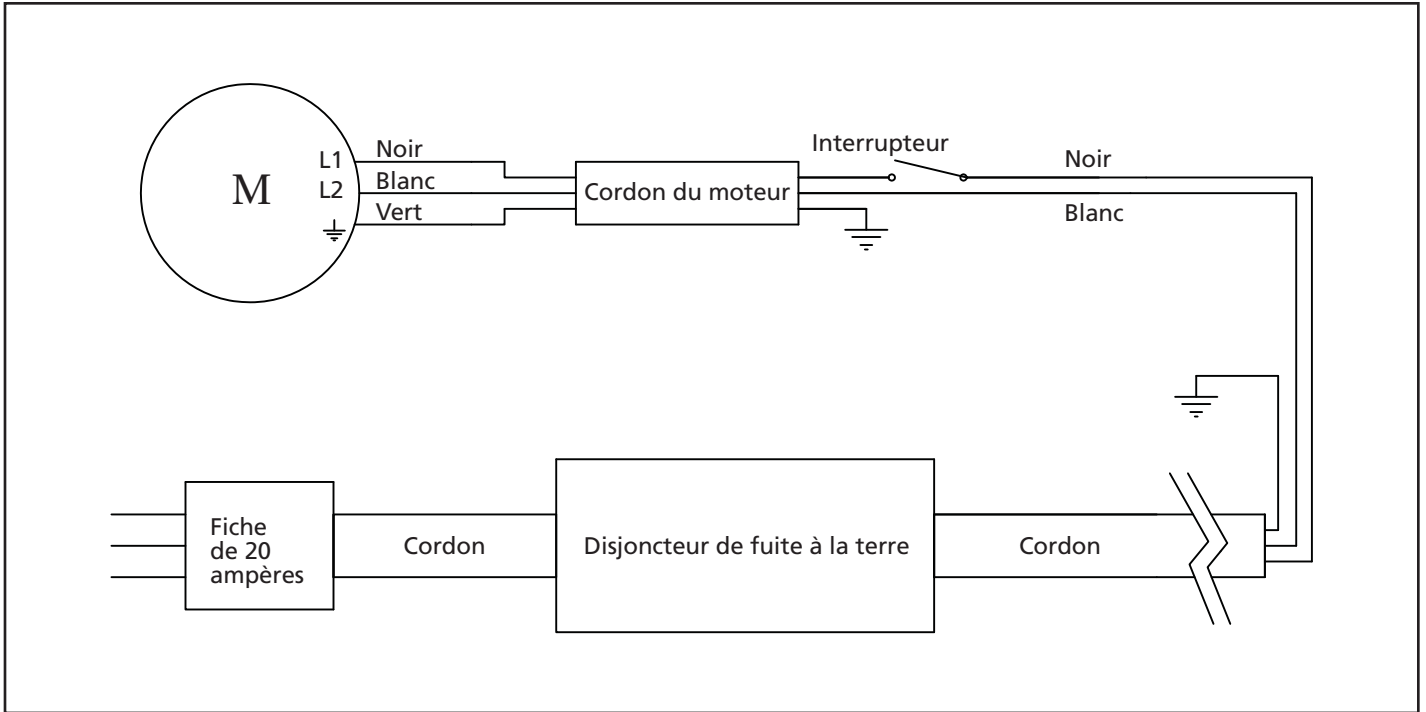 M
L1
L2
Noir
Blanc
Vert
Cordon du moteur
Interrupteur
Noir
Blanc
Fiche
de 20
ampères
Cordon
Disjoncteur de fuite à la terre
Cordon